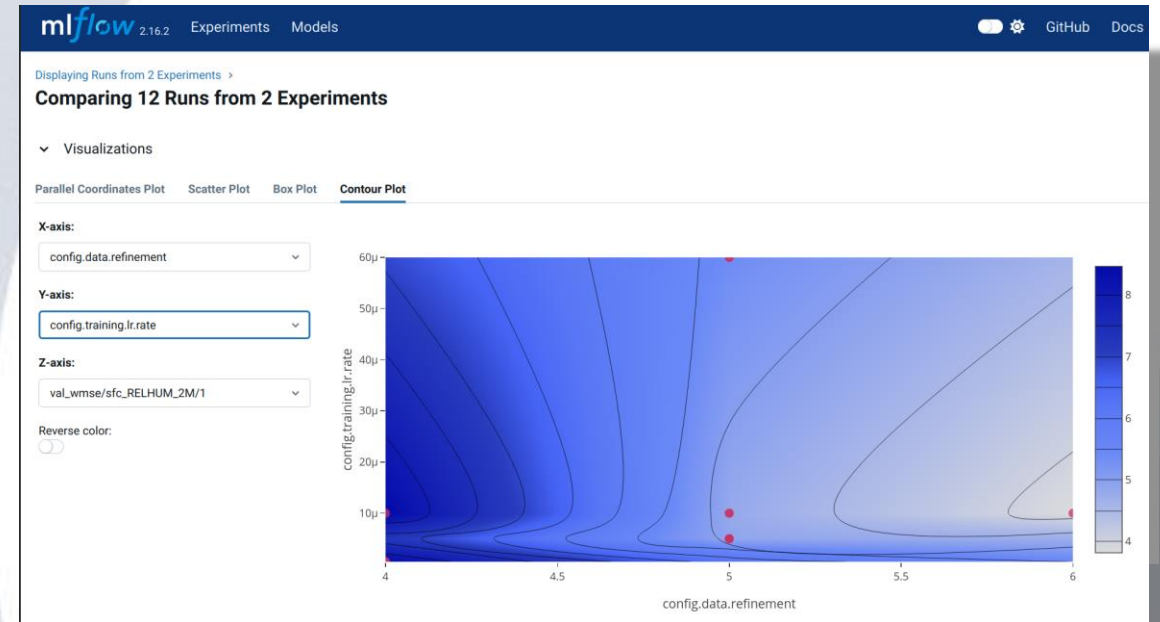 mlflow 2.16.2 Experiments Models GitHub Docs
Displaying Runs from 2 Experiments >
Comparing 12 Runs from 2 Experiments
Visualizations
Parallel Coordinates Plot Scatter Plot Box Plot Contour Plot
X-axis:
config.data.refinement
Y-axis:
config.training.lr.rate
Z-axis:
val_wmse/sfc_RELHUM_2M/1
Reverse color:
60μ
50μ
40μ
30μ
20μ
10μ
config.training.lr.rate
4 4.5 5 5.5 6
config.data.refinement
8
7
6
5
4